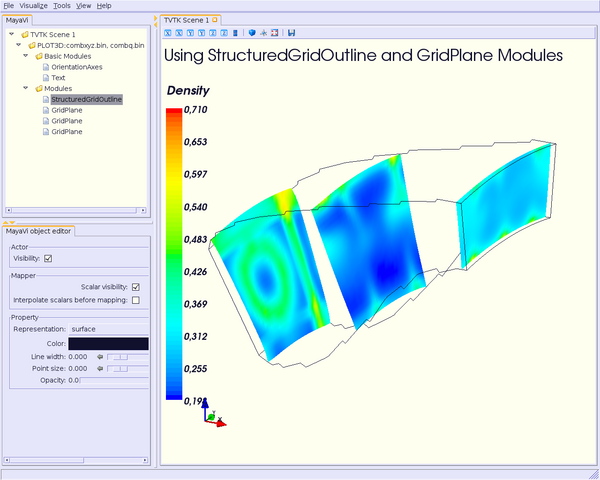 File Visualize Tools View Help
MayaVi
TVTK Scene 1
PLOT3D:combxyz.bin, combq.bin
Basic Modules
OrientationAxes
Text
Modules
StructuredGridOutline
GridPlane
GridPlane
GridPlane
MayaVi object editor
Actor
Visibility:
Mapper
Scalar visibility:
Interpolate scalars before mapping:
Property
Representation: surface
Color:
Line width: 0.000
Point size: 0.000
Opacity: 0.0
TVTK Scene 1
Using StructuredGridOutline and GridPlane Modules
Density
0,710
0,653
0,597
0,540
0,483
0,426
0,369
0,312
0,255
X